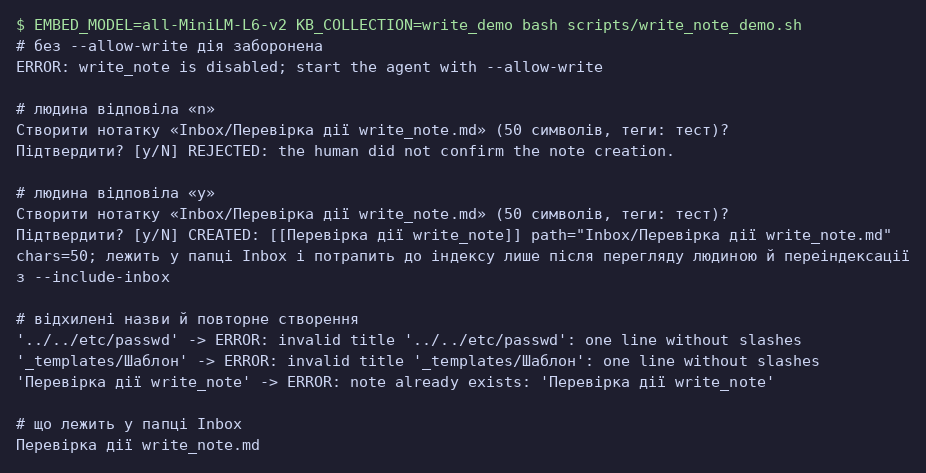 $ EMBED_MODEL=all-MiniLM-L6-v2 KB_COLLECTION=write_demo bash scripts/write_note_demo.sh
# без --allow-write дія заборонена
ERROR: write_note is disabled; start the agent with --allow-write

# людина відповіла «n»
Створити нотатку «Inbox/Перевірка дії write_note.md» (50 символів, теги: тест)?
Підтвердити? [y/N] REJECTED: the human did not confirm the note creation.

# людина відповіла «y»
Створити нотатку «Inbox/Перевірка дії write_note.md» (50 символів, теги: тест)?
Підтвердити? [y/N] CREATED: [[Перевірка дії write_note]] path="Inbox/Перевірка дії write_note.md"
chars=50; лежить у папці Inbox і потрапить до індексу лише після перегляду людиною й переіндексації
з --include-inbox

# відхилені назви й повторне створення
'../../etc/passwd' -> ERROR: invalid title '../../etc/passwd': one line without slashes
'_templates/Шаблон' -> ERROR: invalid title '_templates/Шаблон': one line without slashes
'Перевірка дії write_note' -> ERROR: note already exists: 'Перевірка дії write_note'

# що лежить у папці Inbox
Перевірка дії write_note.md